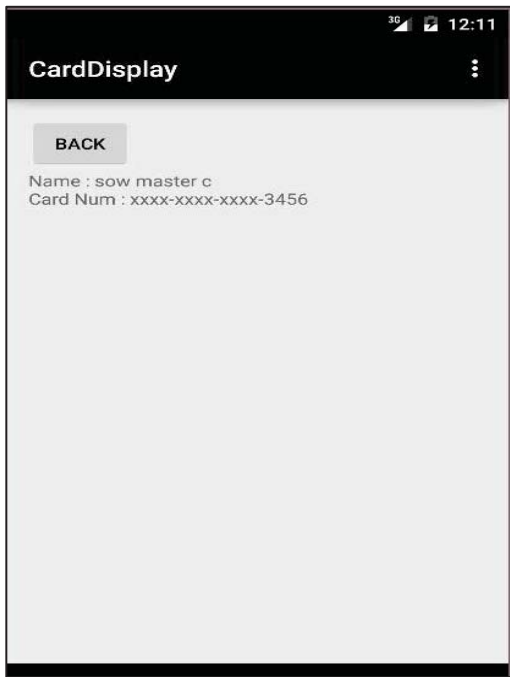 3G 12:11
CardDisplay
BACK
Name : sow master c
Card Num : xxxx-xxxx-xxxx-3456